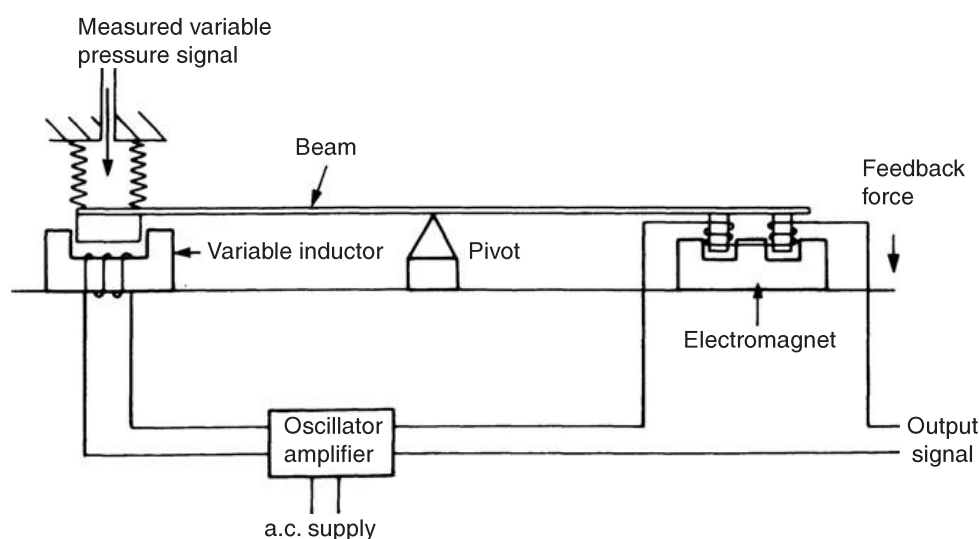 Measured variable
pressure signal
Beam
Feedback
force
Variable inductor
Pivot
Electromagnet
Oscillator
amplifier
Output
signal
a.c. supply